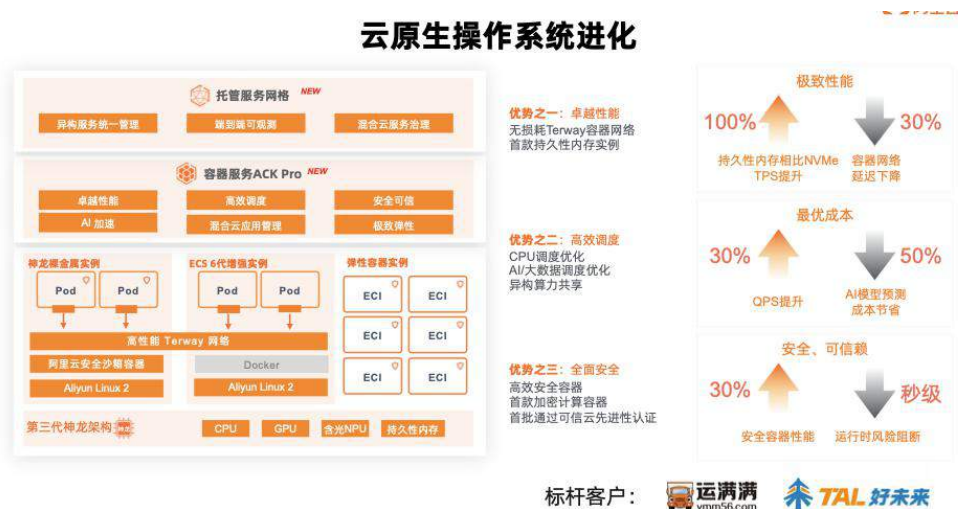 云原生操作系统进化
托管服务网格 NEW
异构服务统一管理 端到端可观测 混合云服务治理
容器服务ACK Pro NEW
卓越性能 高效调度 安全可信
AI 加速 混合云应用管理 极致弹性
神龙裸金属实例 ECS 6代增强实例 弹性容器实例
Pod Pod Pod Pod ECI ECI
高性能 Terway 网络 ECI ECI
阿里云安全沙箱容器 Docker
Aliyun Linux 2 Aliyun Linux 2 ECI ECI
第三代神龙架构 CPU GPU 含光NPU 持久性内存
优势之一：卓越性能
无损耗Terway容器网络
首款持久性内存实例
优势之二：高效调度
CPU调度优化
AI/大数据调度优化
异构算力共享
优势之三：全面安全
高效安全容器
首款加密计算容器
首批通过可信云先进性认证
极致性能
100% 30%
持久性内存相比NVMe 容器网络
TPS提升 延迟下降
最优成本
30% 50%
QPS提升 AI模型预测
成本节省
安全、可信赖
30% 秒级
安全容器性能 运行时风险阻断
标杆客户： 运满满 TAL 好未来
ymm56.com